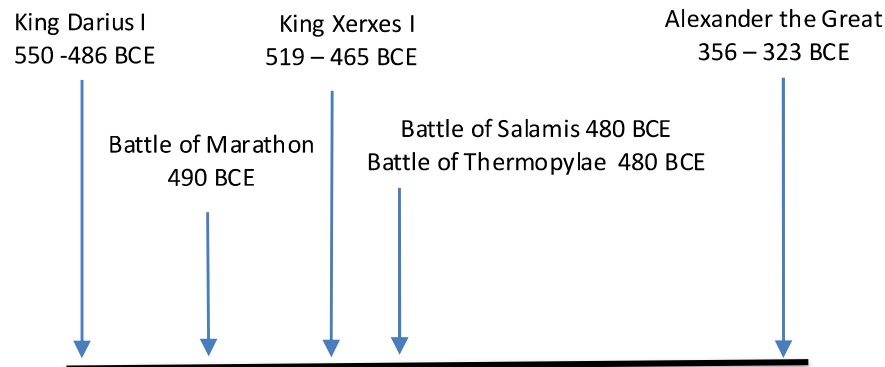 King Darius I
550 -486 BCE
King Xerxes I
519 – 465 BCE
Alexander the Great
356 – 323 BCE
Battle of Marathon
490 BCE
Battle of Salamis 480 BCE
Battle of Thermopylae  480 BCE